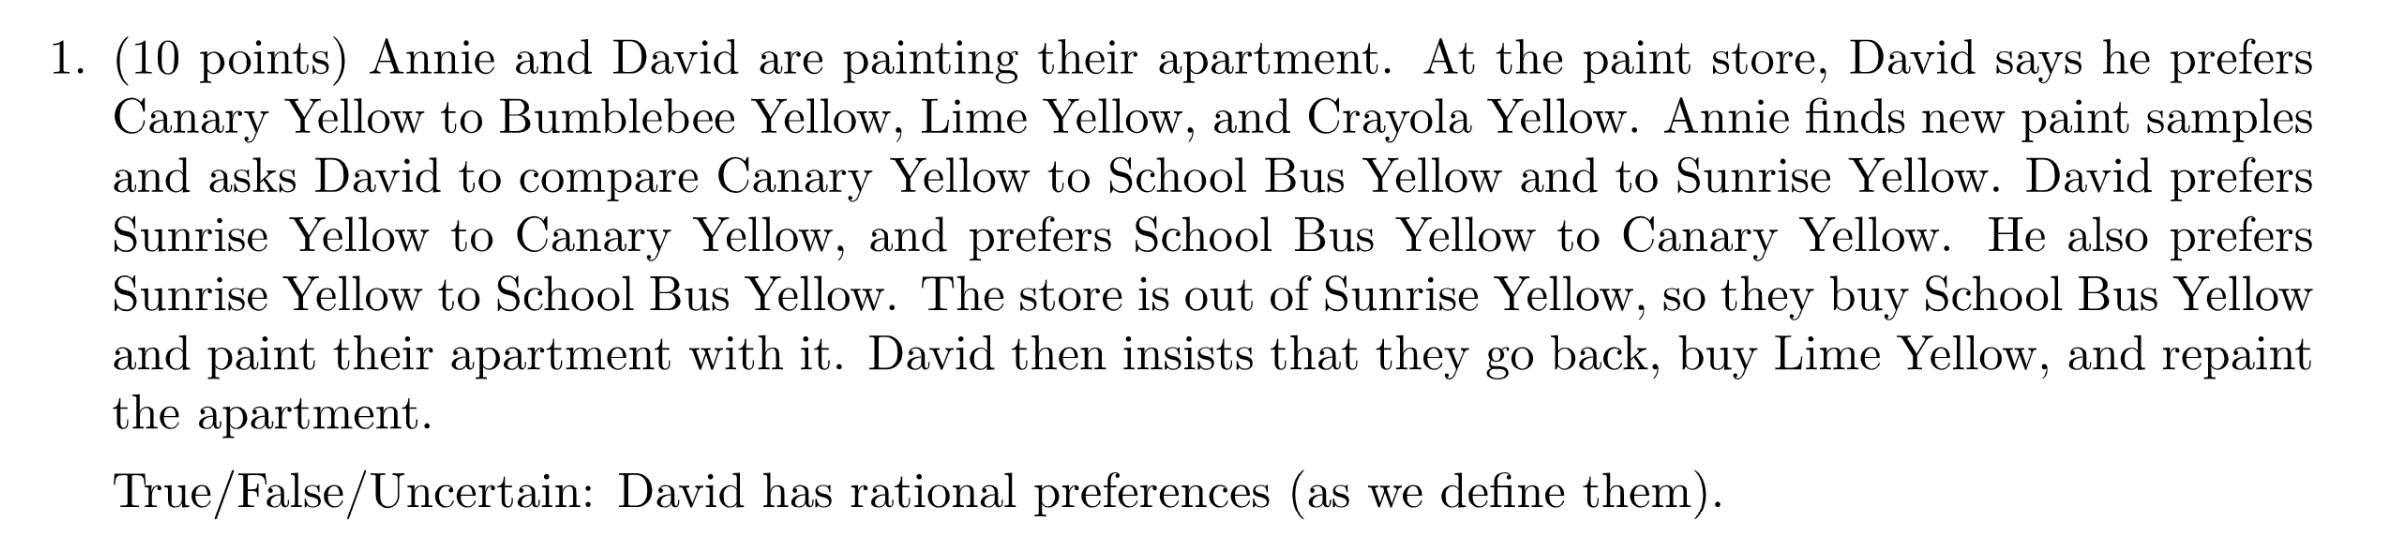 1. (10 points) Annie and David are painting their apartment. At the paint store, David says he prefers
Canary Yellow to Bumblebee Yellow, Lime Yellow, and Crayola Yellow. Annie finds new paint samples
and asks David to compare Canary Yellow to School Bus Yellow and to Sunrise Yellow. David prefers
Sunrise Yellow to Canary Yellow, and prefers School Bus Yellow to Canary Yellow. He also prefers
Sunrise Yellow to School Bus Yellow. The store is out of Sunrise Yellow, so they buy School Bus Yellow
and paint their apartment with it. David then insists that they go back, buy Lime Yellow, and repaint
the apartment.
True/False/Uncertain: David has rational preferences (as we define them).